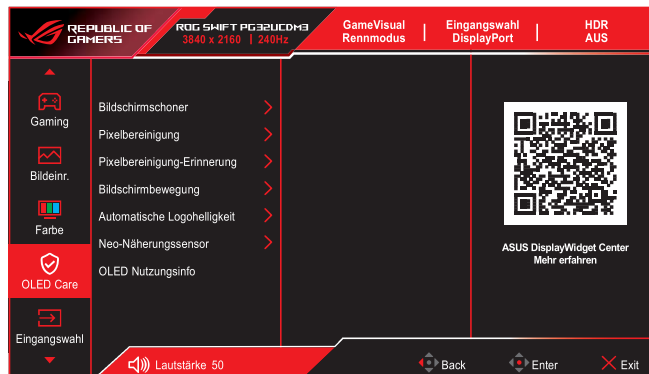 REPUBLIC OF
GAMERS
ROG SWIFT PG32UCDM3
3840 x 2160 | 240Hz
GameVisual
Rennmodus
Eingangswahl
DisplayPort
HDR
AUS
Gaming
Bildeinr.
Farbe
OLED Care
Eingangswahl
Bildschirmschoner
Pixelbereinigung
Pixelbereinigung-Erinnerung
Bildschirmbewegung
Automatische Logohelligkeit
Neo-Näherungssensor
OLED Nutzungsinfo
ASUS DisplayWidget Center
Mehr erfahren
Lautstärke 50
Back
Enter
Exit